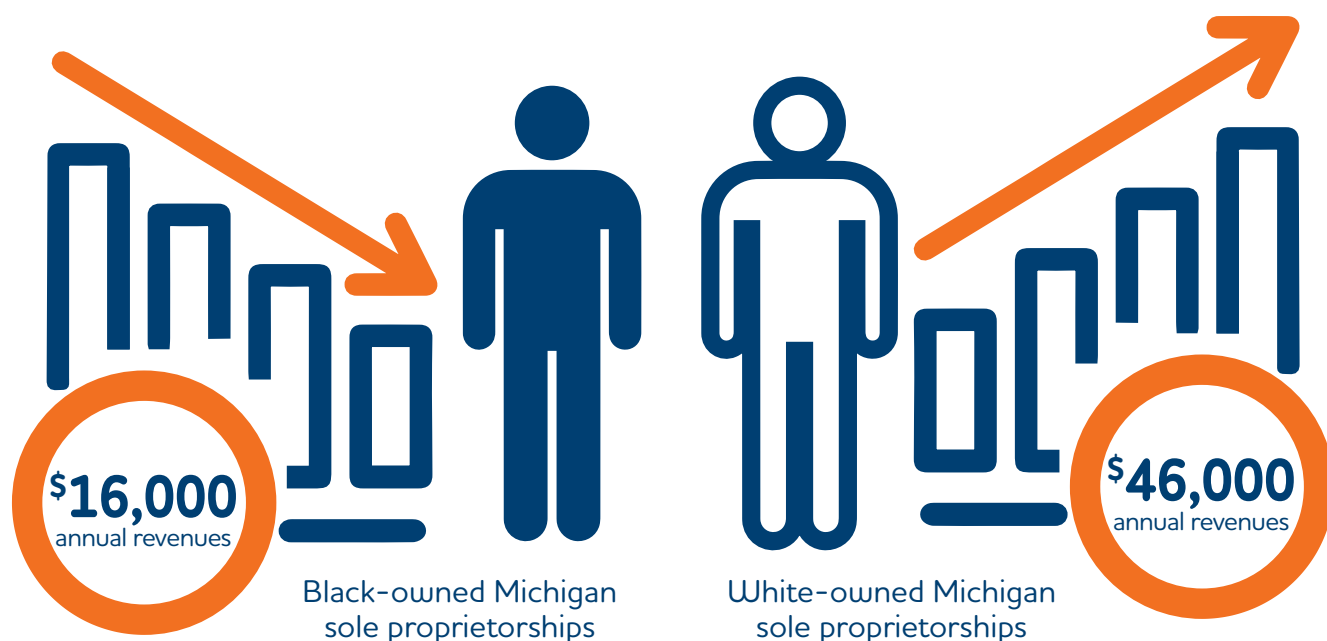 $16,000
annual revenues
Black-owned Michigan
sole proprietorships
$46,000
annual revenues
White-owned Michigan
sole proprietorships